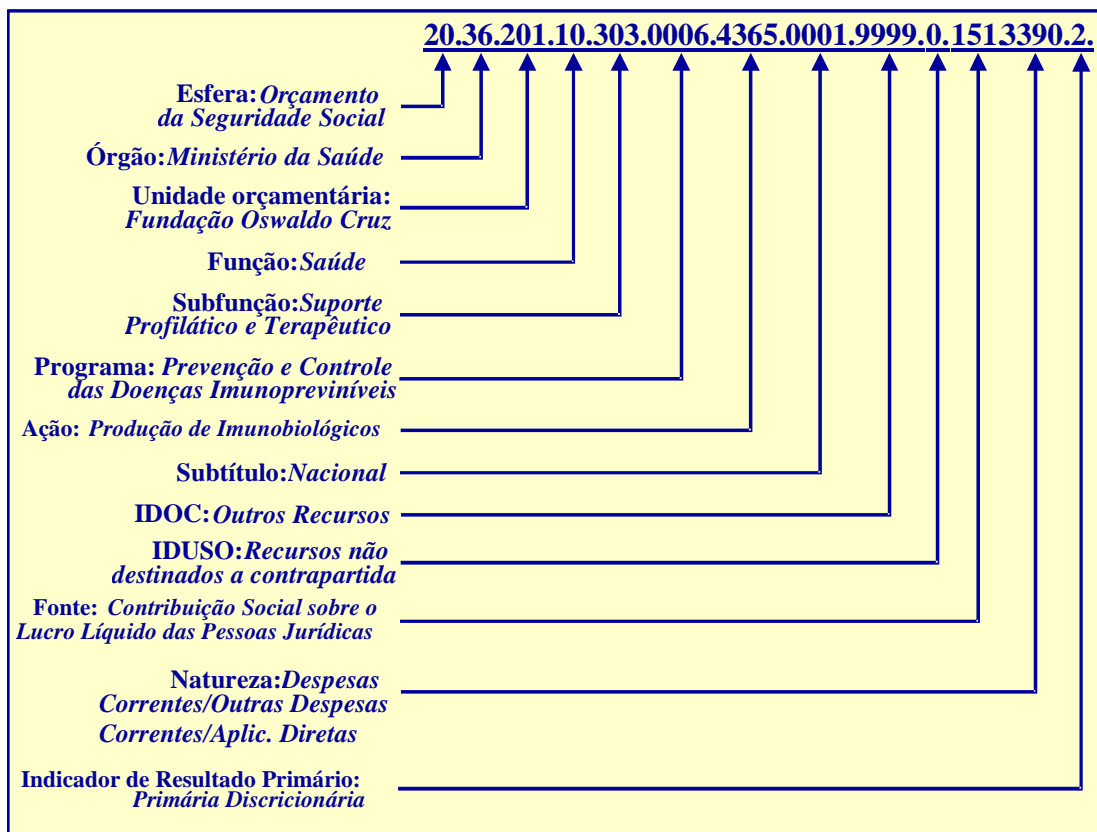 20.36.201.10.303.0006.4365.0001.9999.0.151.3390.2.
Esfera: Orçamento
da Seguridade Social
Órgão: Ministério da Saúde
Unidade orçamentária:
Fundação Oswaldo Cruz
Função: Saúde
Subfunção: Suporte
Profilático e Terapêutico
Programa: Prevenção e Controle
das Doenças Imunopreviníveis
Ação: Produção de Imunobiológicos
Subtítulo: Nacional
IDOC: Outros Recursos
IDUSO: Recursos não
destinados a contrapartida
Fonte: Contribuição Social sobre o
Lucro Líquido das Pessoas Jurídicas
Natureza: Despesas
Correntes/Outras Despesas
Correntes/Aplic. Diretas
Indicador de Resultado Primário:
Primária Discricionária